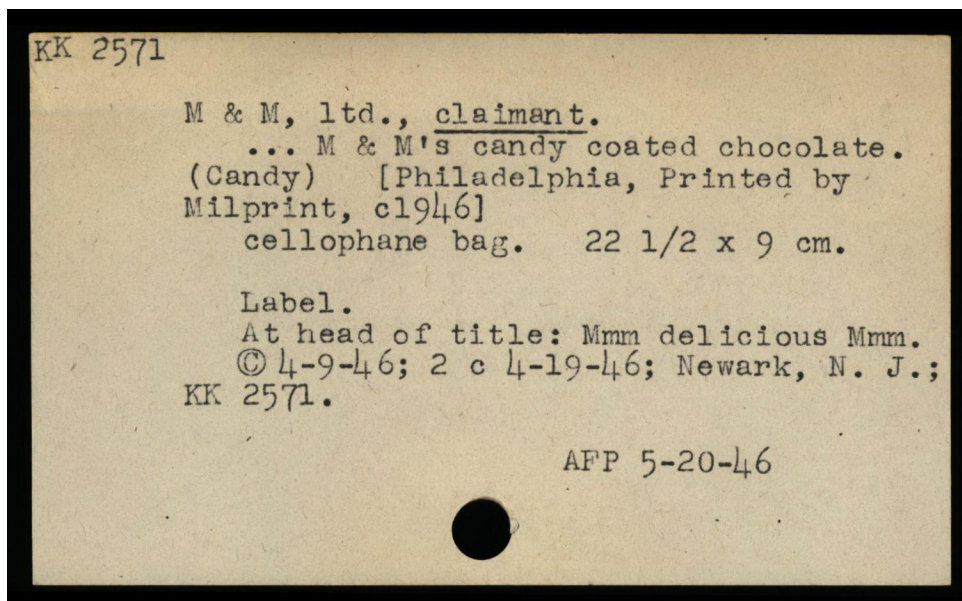 KK 2571
M & M, ltd., claimant.
... M & M's candy coated chocolate.
(Candy) [Philadelphia, Printed by
Milprint, c1946]
cellophane bag. 22 1/2 x 9 cm.
Label.
At head of title: Mmm delicious Mmm.
© 4-9-46; 2 c 4-19-46; Newark, N. J.;
KK 2571.
AFP 5-20-46